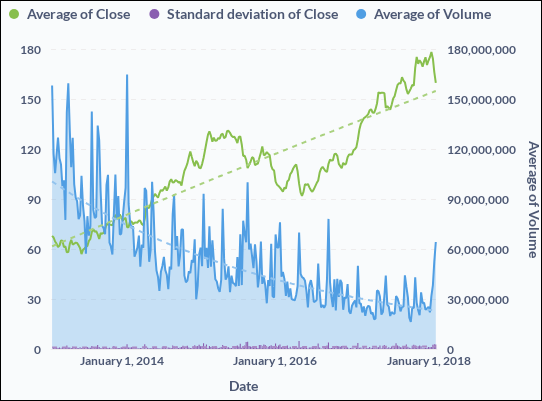 Average of Close Standard deviation of Close Average of Volume
180 180,000,000
150 150,000,000
120 120,000,000
90 90,000,000
60 60,000,000
30 30,000,000
0 0
Average of Volume
January 1, 2014 January 1, 2016 January 1, 2018
Date